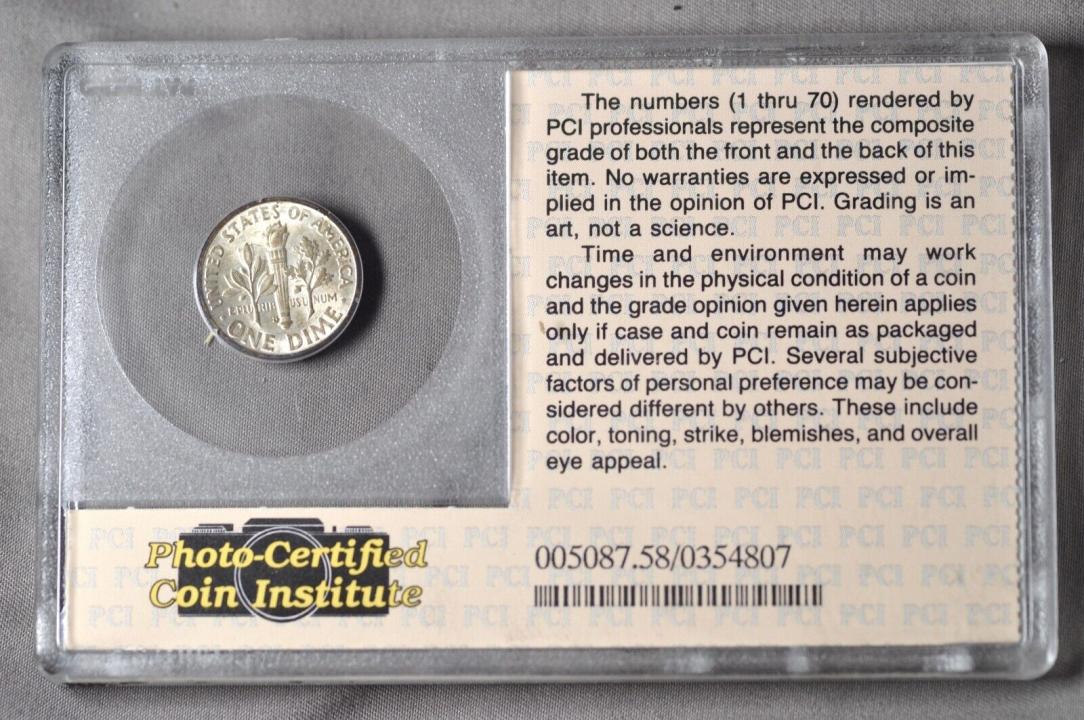 UNITED STATES OF AMERICA
E PLURIBUS UNUM
ONE DIME
The numbers (1 thru 70) rendered by
PCI professionals represent the composite
grade of both the front and the back of this
item. No warranties are expressed or im-
plied in the opinion of PCI. Grading is an
art, not a science.
Time and environment may work
changes in the physical condition of a coin
and the grade opinion given herein applies
only if case and coin remain as packaged
and delivered by PCI. Several subjective
factors of personal preference may be con-
sidered different by others. These include
color, toning, strike, blemishes, and overall
eye appeal.
Photo-Certified
Coin Institute
005087.58/0354807